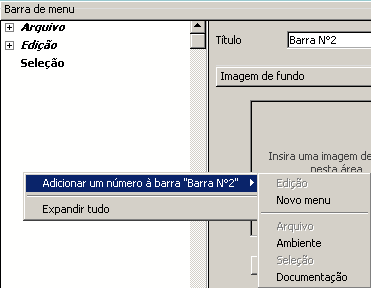 Barra de menu
Arquivo
Edição
Seleção
Título
Barra N°2
Imagem de fundo
Insira uma imagem de
nesta área
Adicionar um número à barra "Barra N°2"
Expandir tudo
Edição
Novo menu
Arquivo
Ambiente
Seleção
Documentação